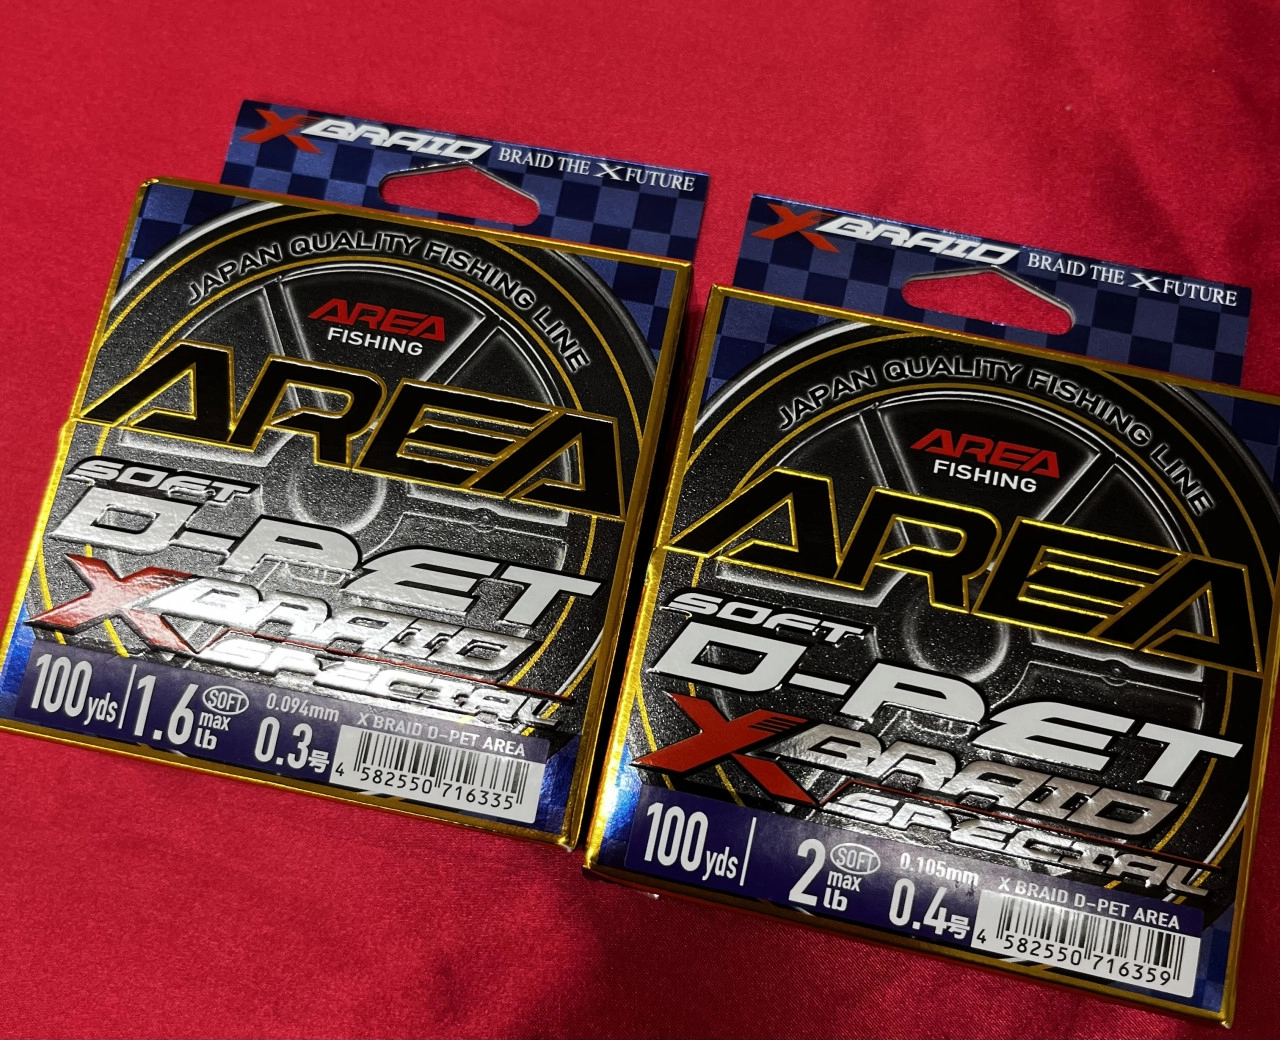 X BRAID BRAID THE X FUTURE
JAPAN QUALITY FISHING LINE
AREA
FISHING
AREA
SOFT
D-PET
X BRAID
SPECIAL
100yds 1.6 SOFT max lb 0.094mm 0.3号
X BRAID D-PET AREA
4 582550 716335
X BRAID BRAID THE X FUTURE
JAPAN QUALITY FISHING LINE
AREA
FISHING
AREA
SOFT
D-PET
X BRAID
SPECIAL
100yds 2 SOFT max lb 0.105mm 0.4号
X BRAID D-PET AREA
4 582550 716359